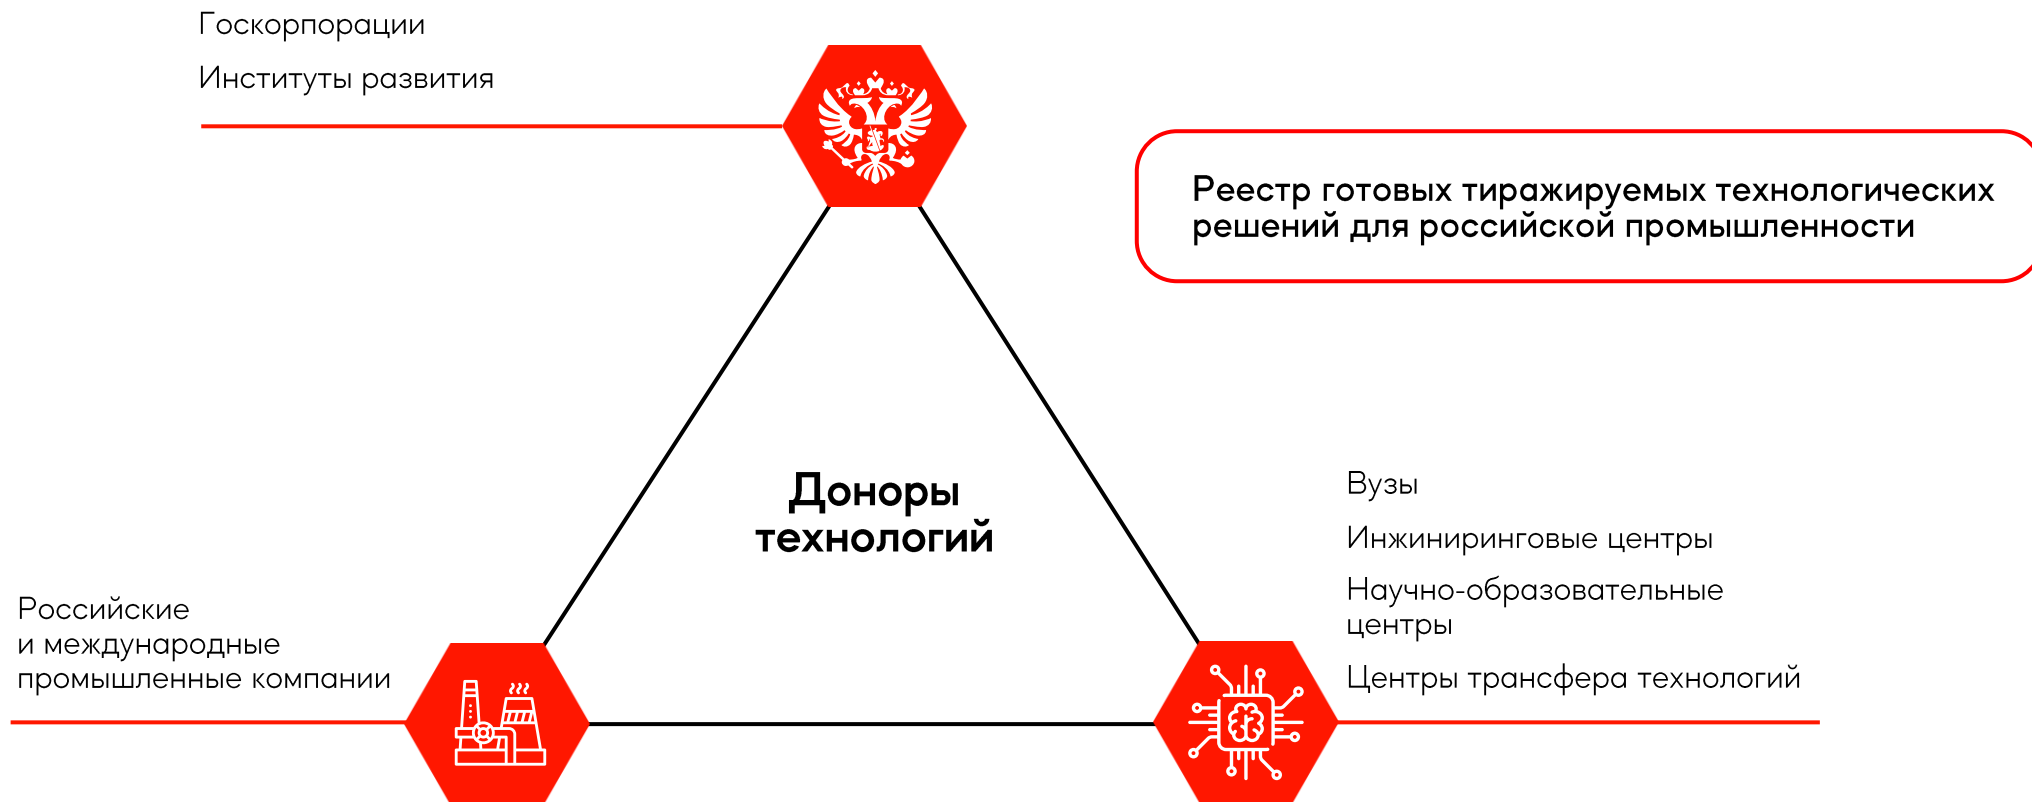 Госкорпорации
Институты развития
Реестр готовых тиражируемых технологических
решений для российской промышленности
Доноры
технологий
Российские
и международные
промышленные компании
Вузы
Инжиниринговые центры
Научно-образовательные
центры
Центры трансфера технологий